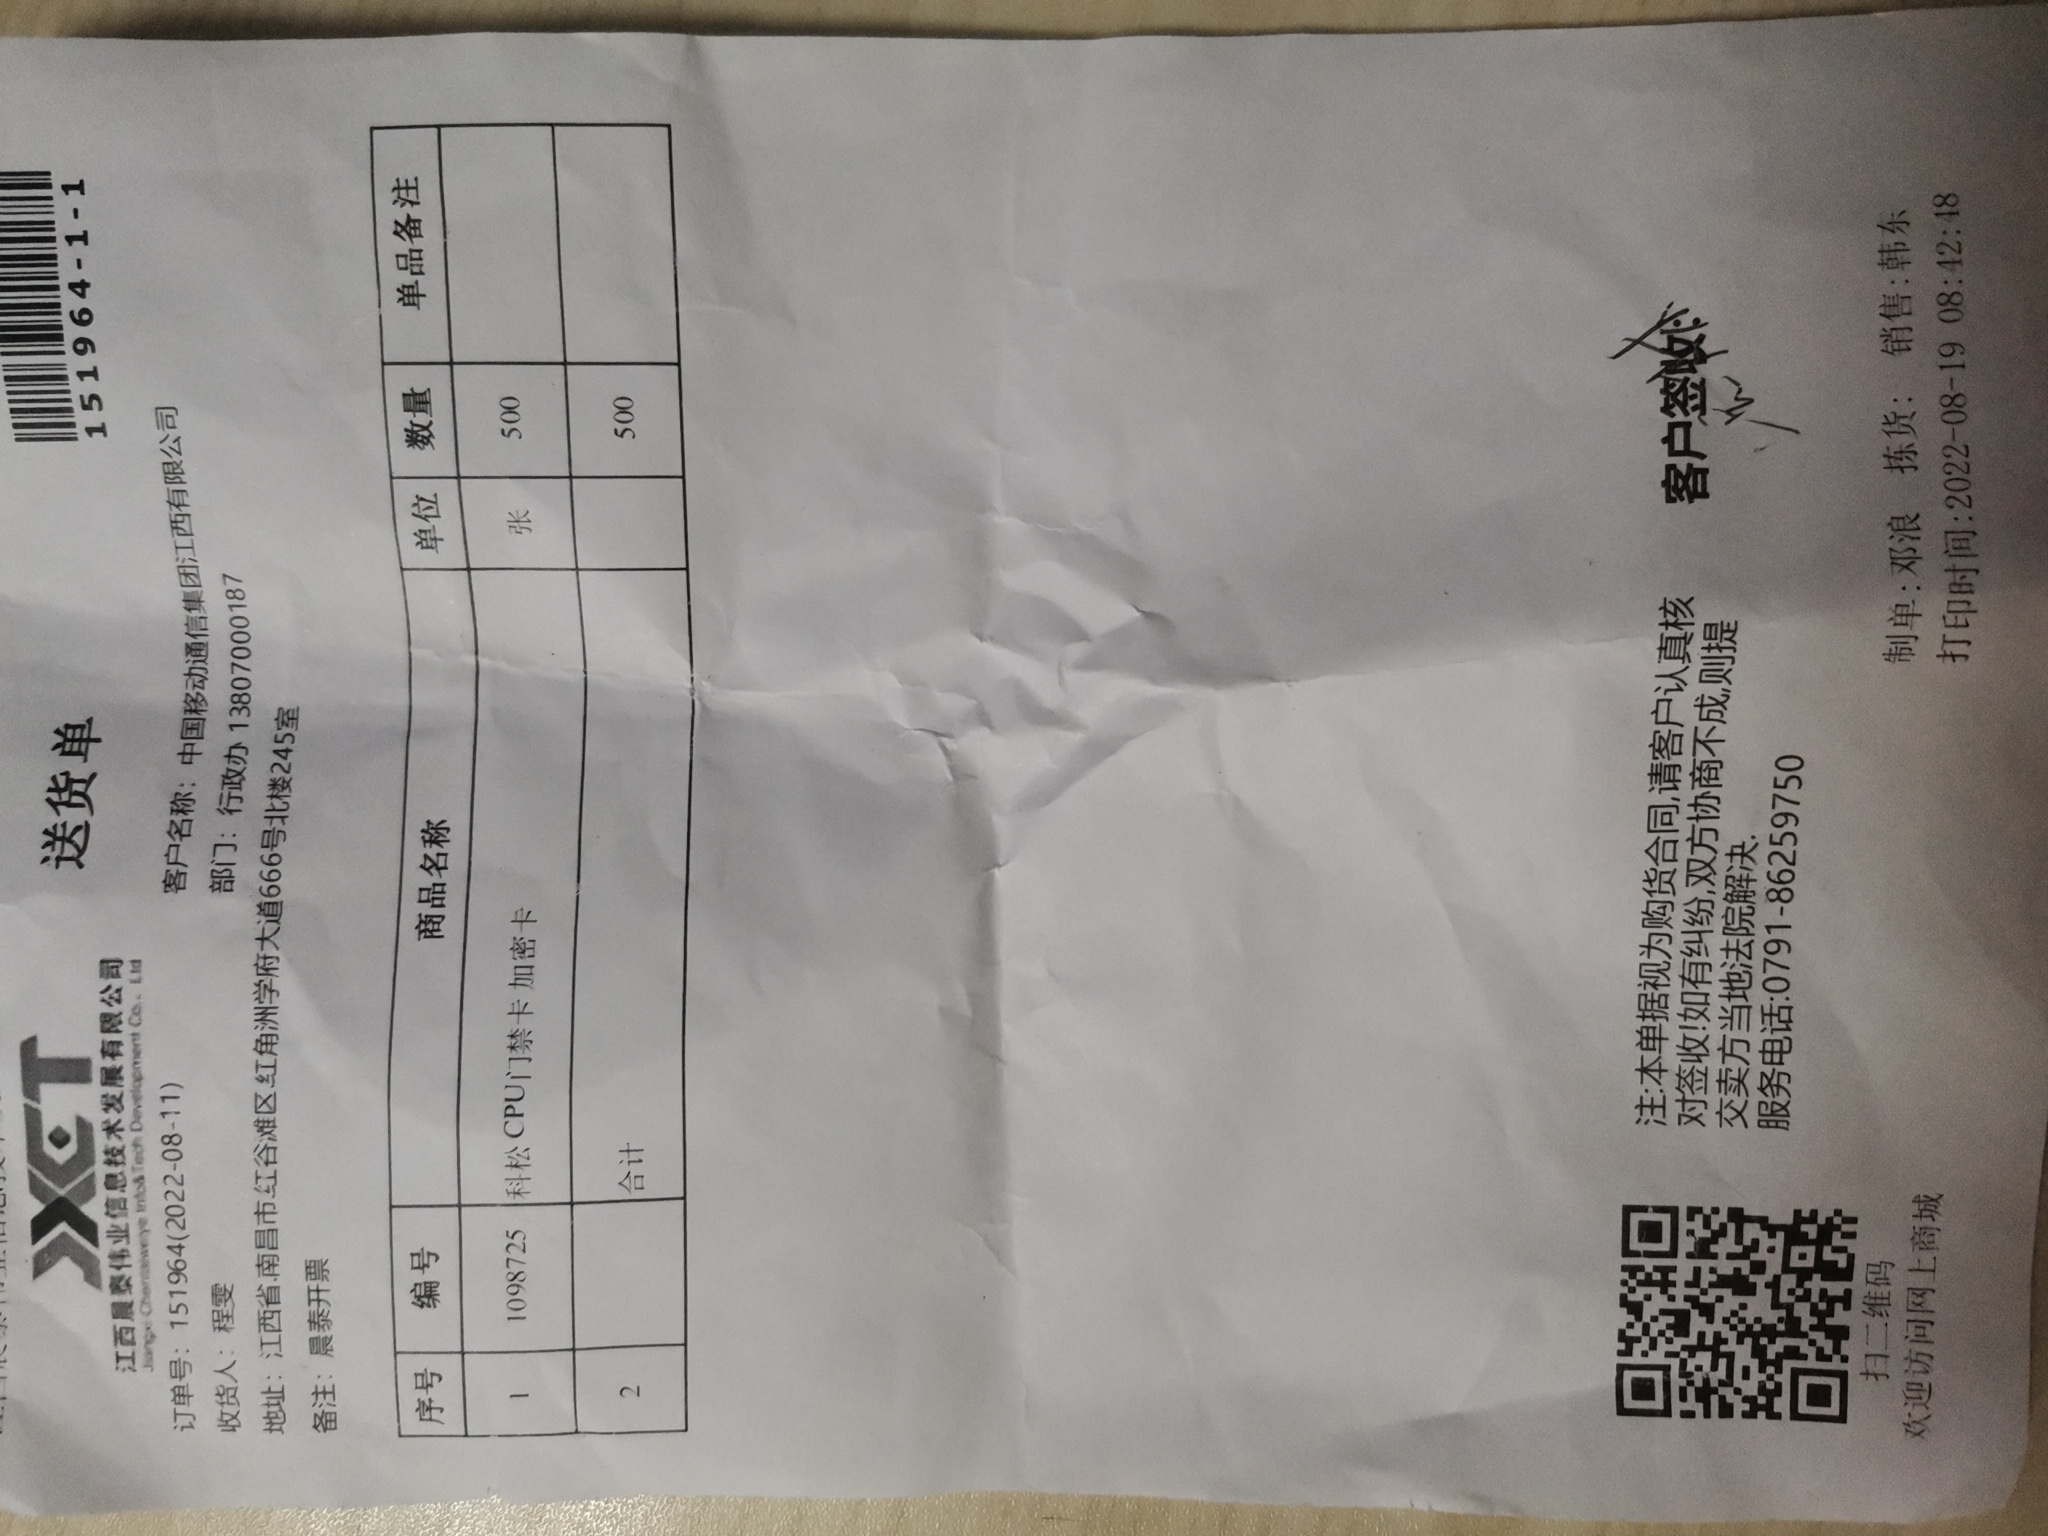 送货单
151964-1-1
江西晨泰伟业信息技术发展有限公司
订单号：151964(2022-08-11)
客户名称：中国移动通信集团江西有限公司
收货人：程雯
部门：行政办 13807000187
地址：江西省.南昌市.红谷滩区.红角洲学府大道666号北楼245室
备注：晨泰开票
序号 编号 商品名称 单位 数量 单品备注
1 1098725 科松 CPU门禁卡 加密卡 张 500
2 合计 500
注:本单据视为购货合同,请客户认真核
对签收!如有纠纷,双方协商不成,则提
交卖方当地法院解决.
服务电话:0791-86259750
客户签收:
扫二维码
欢迎访问网上商城
制单:邓浪 拣货: 销售:韩东
打印时间:2022-08-19 08:42:48